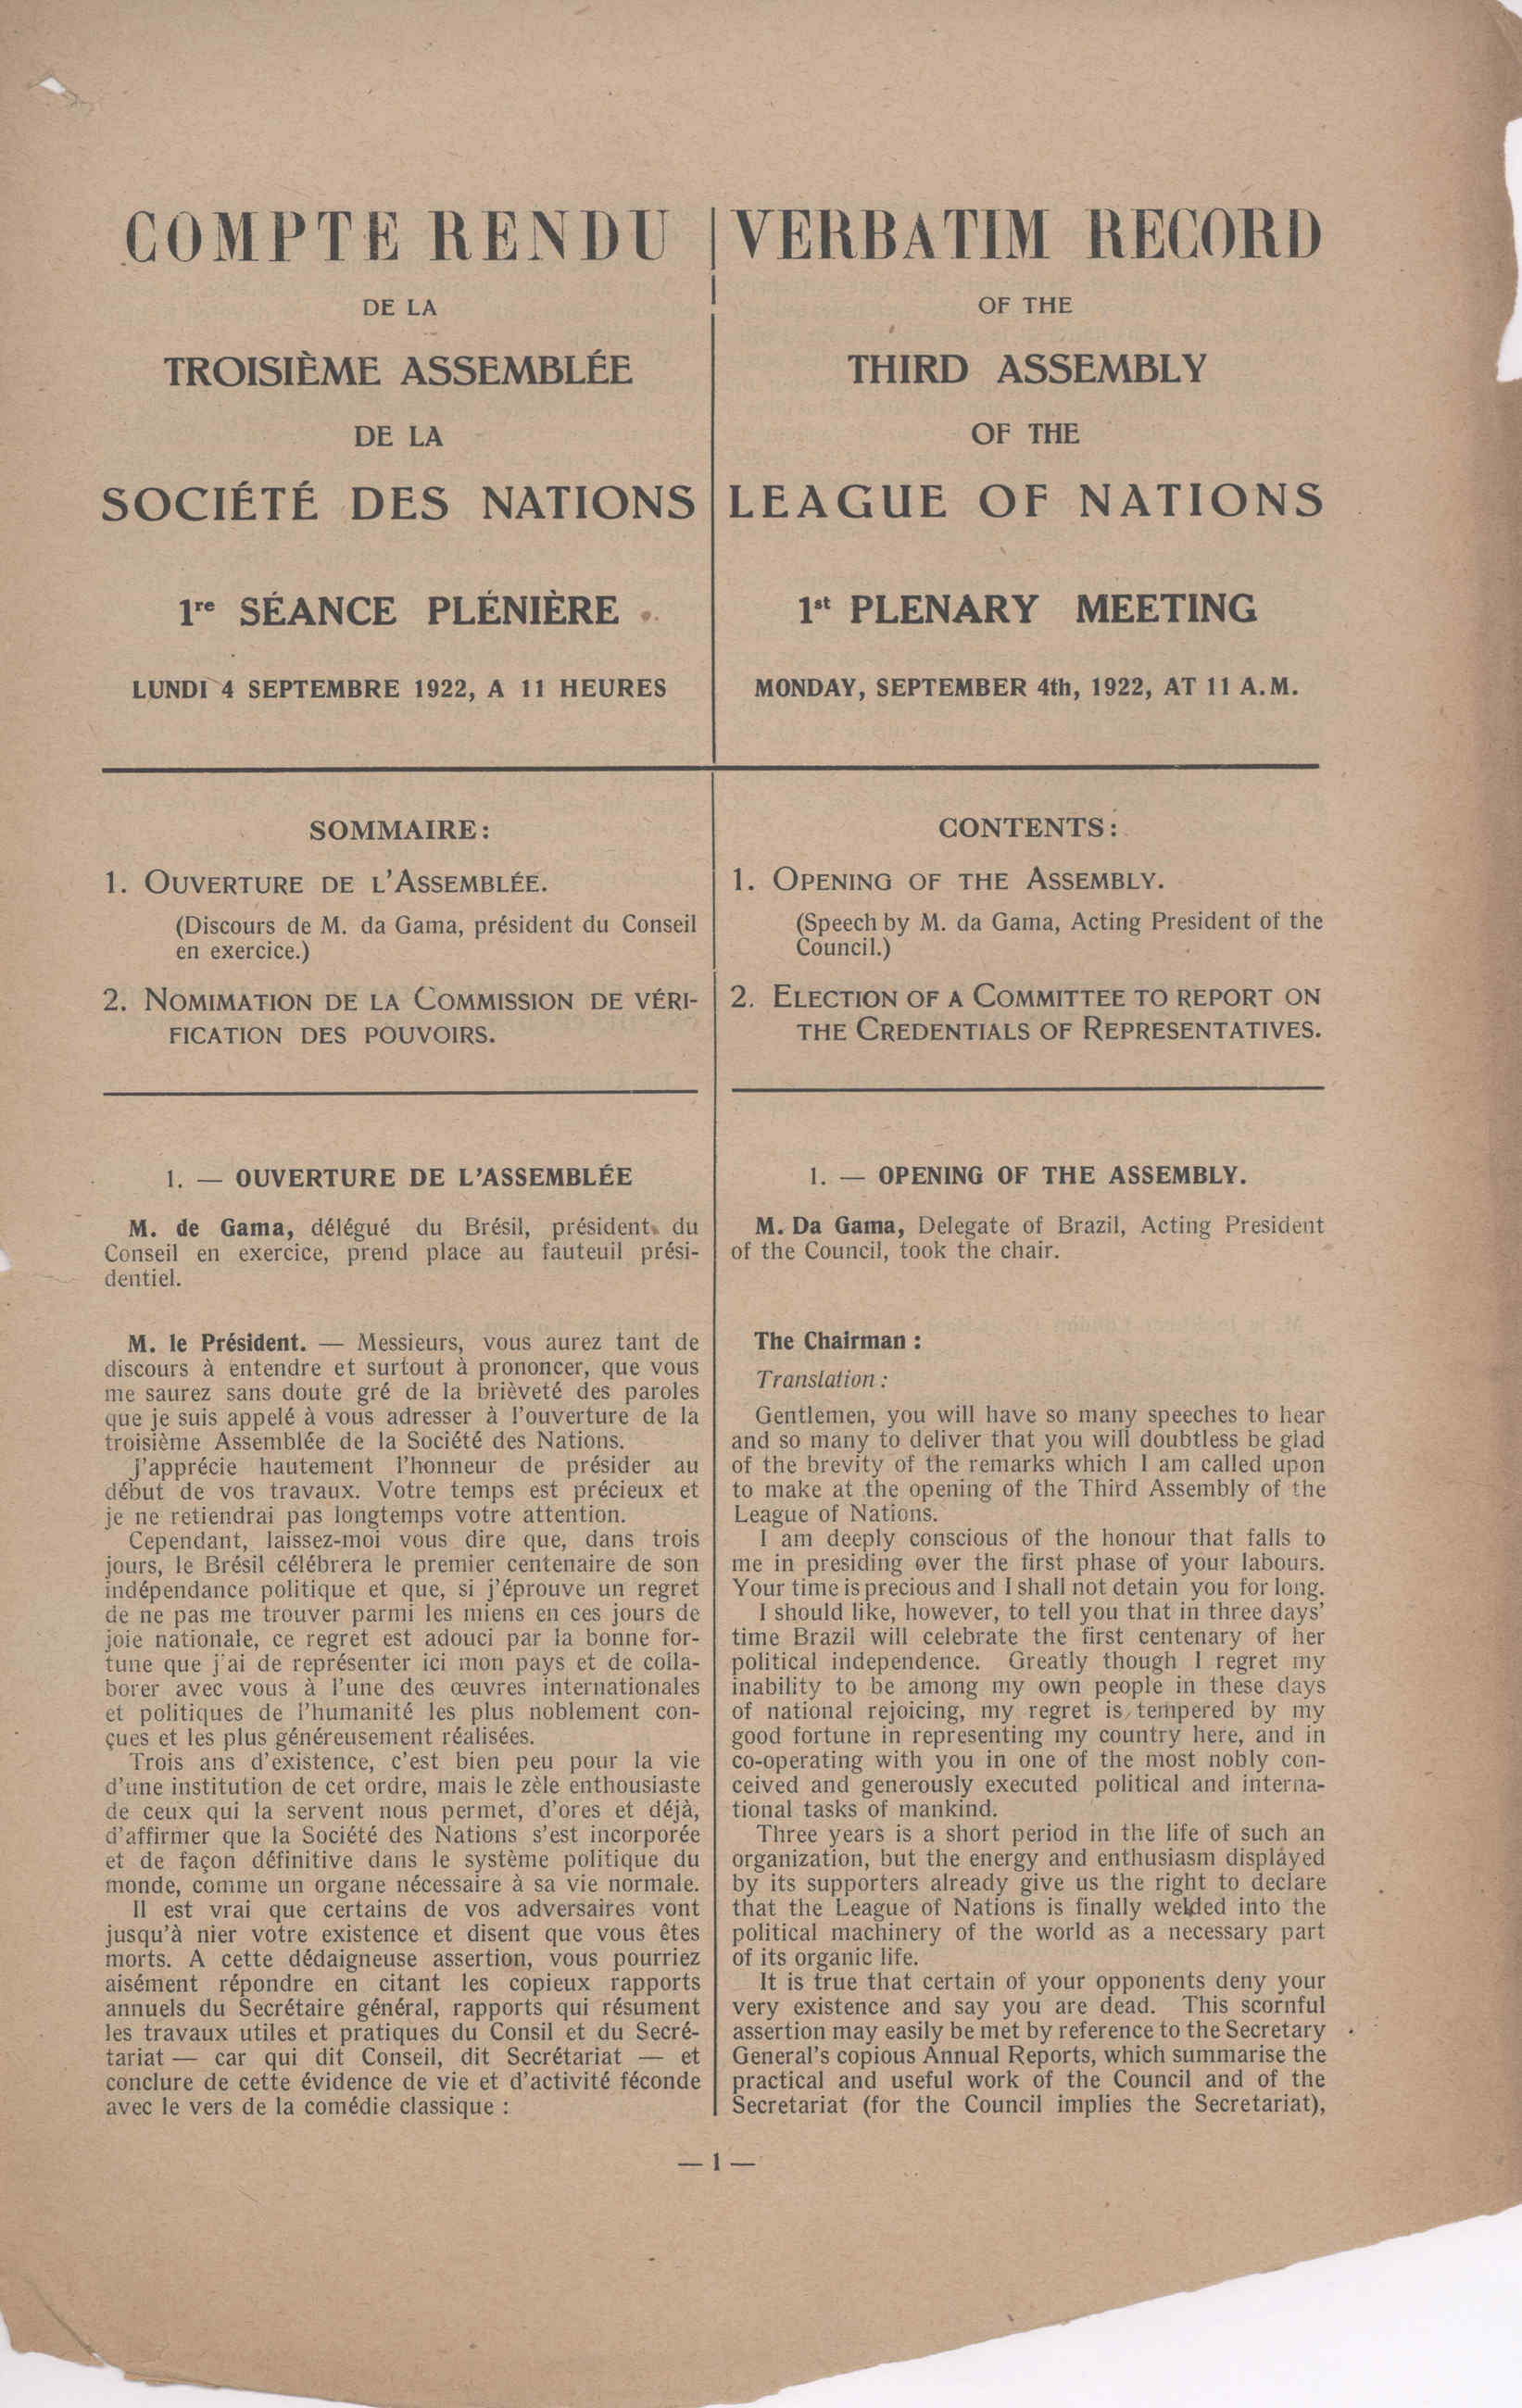 COMPTE RENDU
DE LA
TROISIÈME ASSEMBLÉE
DE LA
SOCIÉTÉ DES NATIONS
1re SÉANCE PLÉNIÈRE
LUNDI 4 SEPTEMBRE 1922, A 11 HEURES
SOMMAIRE:
1. OUVERTURE DE L'ASSEMBLÉE.
(Discours de M. da Gama, président du Conseil
en exercice.)
2. NOMIMATION DE LA COMMISSION DE VÉRI-
FICATION DES POUVOIRS.
1. — OUVERTURE DE L'ASSEMBLÉE
M. de Gama, délégué du Brésil, président du
Conseil en exercice, prend place au fauteuil prési-
dentiel.
M. le Président. — Messieurs, vous aurez tant de
discours à entendre et surtout à prononcer, que vous
me saurez sans doute gré de la brièveté des paroles
que je suis appelé à vous adresser à l'ouverture de la
troisième Assemblée de la Société des Nations.
J'apprécie hautement l'honneur de présider au
début de vos travaux. Votre temps est précieux et
je ne retiendrai pas longtemps votre attention.
Cependant, laissez-moi vous dire que, dans trois
jours, le Brésil célébrera le premier centenaire de son
indépendance politique et que, si j'éprouve un regret
de ne pas me trouver parmi les miens en ces jours de
joie nationale, ce regret est adouci par la bonne for-
tune que j'ai de représenter ici mon pays et de colla-
borer avec vous à l'une des œuvres internationales
et politiques de l'humanité les plus noblement con-
çues et les plus généreusement réalisées.
Trois ans d'existence, c'est bien peu pour la vie
d'une institution de cet ordre, mais le zèle enthousiaste
de ceux qui la servent nous permet, d'ores et déjà,
d'affirmer que la Société des Nations s'est incorporée
et de façon définitive dans le système politique du
monde, comme un organe nécessaire à sa vie normale.
Il est vrai que certains de vos adversaires vont
jusqu'à nier votre existence et disent que vous êtes
morts. A cette dédaigneuse assertion, vous pourriez
aisément répondre en citant les copieux rapports
annuels du Secrétaire général, rapports qui résument
les travaux utiles et pratiques du Consil et du Secré-
tariat — car qui dit Conseil, dit Secrétariat — et
conclure de cette évidence de vie et d'activité féconde
avec le vers de la comédie classique :
VERBATIM RECORD
OF THE
THIRD ASSEMBLY
OF THE
LEAGUE OF NATIONS
1st PLENARY MEETING
MONDAY, SEPTEMBER 4th, 1922, AT 11 A.M.
CONTENTS:
1. OPENING OF THE ASSEMBLY.
(Speech by M. da Gama, Acting President of the
Council.)
2. ELECTION OF A COMMITTEE TO REPORT ON
THE CREDENTIALS OF REPRESENTATIVES.
1. — OPENING OF THE ASSEMBLY.
M. Da Gama, Delegate of Brazil, Acting President
of the Council, took the chair.
The Chairman :
Translation :
Gentlemen, you will have so many speeches to hear
and so many to deliver that you will doubtless be glad
of the brevity of the remarks which I am called upon
to make at the opening of the Third Assembly of the
League of Nations.
I am deeply conscious of the honour that falls to
me in presiding over the first phase of your labours.
Your time is precious and I shall not detain you for long.
I should like, however, to tell you that in three days'
time Brazil will celebrate the first centenary of her
political independence. Greatly though I regret my
inability to be among my own people in these days
of national rejoicing, my regret is tempered by my
good fortune in representing my country here, and in
co-operating with you in one of the most nobly con-
ceived and generously executed political and interna-
tional tasks of mankind.
Three years is a short period in the life of such an
organization, but the energy and enthusiasm displayed
by its supporters already give us the right to declare
that the League of Nations is finally welded into the
political machinery of the world as a necessary part
of its organic life.
It is true that certain of your opponents deny your
very existence and say you are dead. This scornful
assertion may easily be met by reference to the Secretary
General's copious Annual Reports, which summarise the
practical and useful work of the Council and of the
Secretariat (for the Council implies the Secretariat),
— 1 —